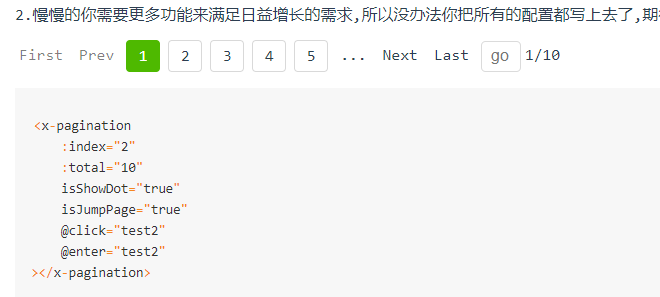 2.慢慢的你需要更多功能来满足日益增长的需求,所以没办法你把所有的配置都写上去了,期
First Prev 1 2 3 4 5 ... Next Last go 1/10
<x-pagination
:index="2"
:total="10"
isShowDot="true"
isJumpPage="true"
@click="test2"
@enter="test2"
></x-pagination>